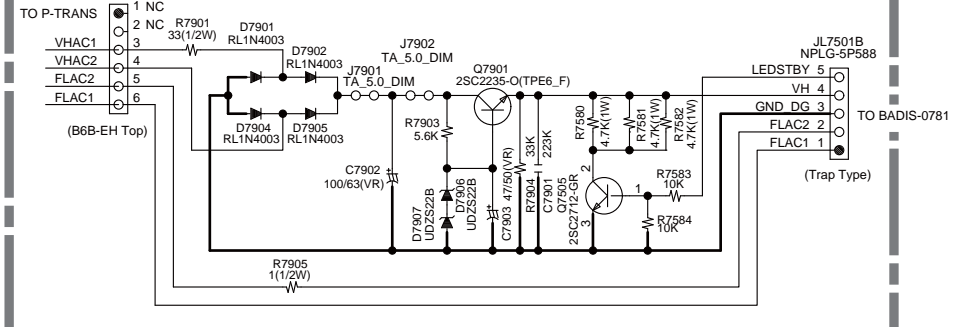 TO P-TRANS
1 NC
2 NC
3
4
5
6
VHAC1
VHAC2
FLAC2
FLAC1
(B6B-EH Top)
R7901
33(1/2W)
D7901
RL1N4003
D7902
RL1N4003
D7904
RL1N4003
D7905
RL1N4003
J7901
TA_5.0_DIM
J7902
TA_5.0_DIM
C7902
100/63(VR)
+
R7903
5.6K
D7907
UDZS22B
D7906
UDZS22B
Q7901
2SC2235-O(TPE6_F)
C7903
47/50(VR)
+
R7904
33K
C7901
223K
Q7505
2SC2712-GR
1
2
3
R7580
4.7K(1W)
R7581
4.7K(1W)
R7582
4.7K(1W)
R7583
10K
R7584
10K
R7905
1(1/2W)
JL7501B
NPLG-5P588
LEDSTBY 5
VH 4
GND_DG 3
FLAC2 2
FLAC1 1
TO BADIS-0781
(Trap Type)